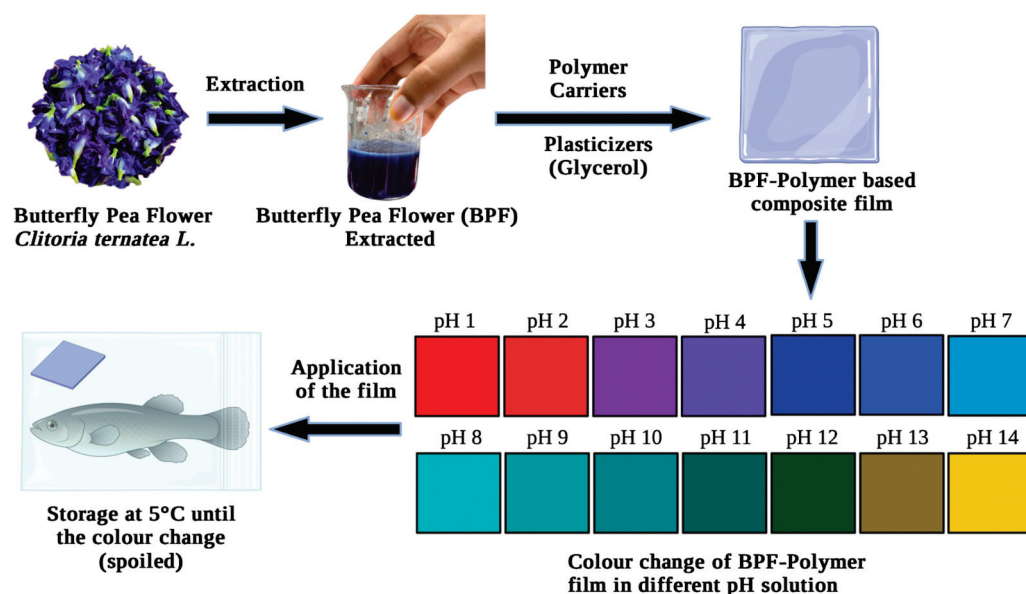 Extraction
Polymer
Carriers
Plasticizers
(Glycerol)
Butterfly Pea Flower
Clitoria ternatea L.
Butterfly Pea Flower (BPF)
Extracted
BPF-Polymer based
composite film
pH 1 pH 2 pH 3 pH 4 pH 5 pH 6 pH 7
pH 8 pH 9 pH 10 pH 11 pH 12 pH 13 pH 14
Colour change of BPF-Polymer
film in different pH solution
Application
of the film
Storage at 5°C until
the colour change
(spoiled)